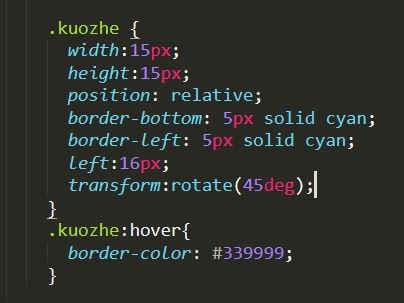 .kuozhe {
width:15px;
height:15px;
position: relative;
border-bottom: 5px solid cyan;
border-left: 5px solid cyan;
left:16px;
transform:rotate(45deg);
}
.kuozhe:hover{
border-color: #339999;
}